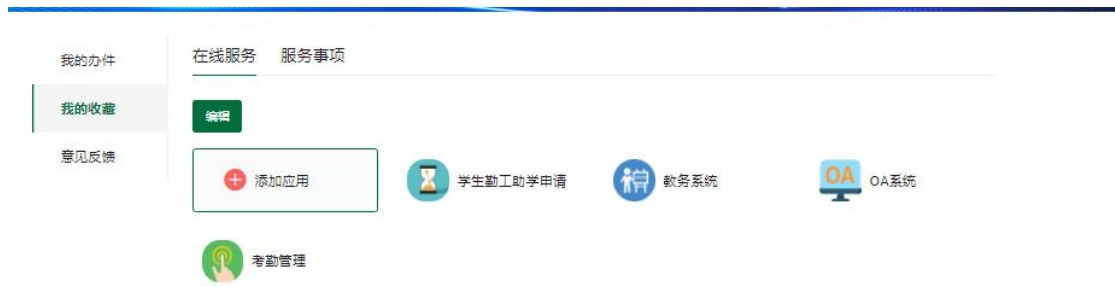 我的办件
我的收藏
意见反馈
在线服务 服务事项
编辑
添加应用 学生勤工助学申请 教务系统 OA OA系统
考勤管理